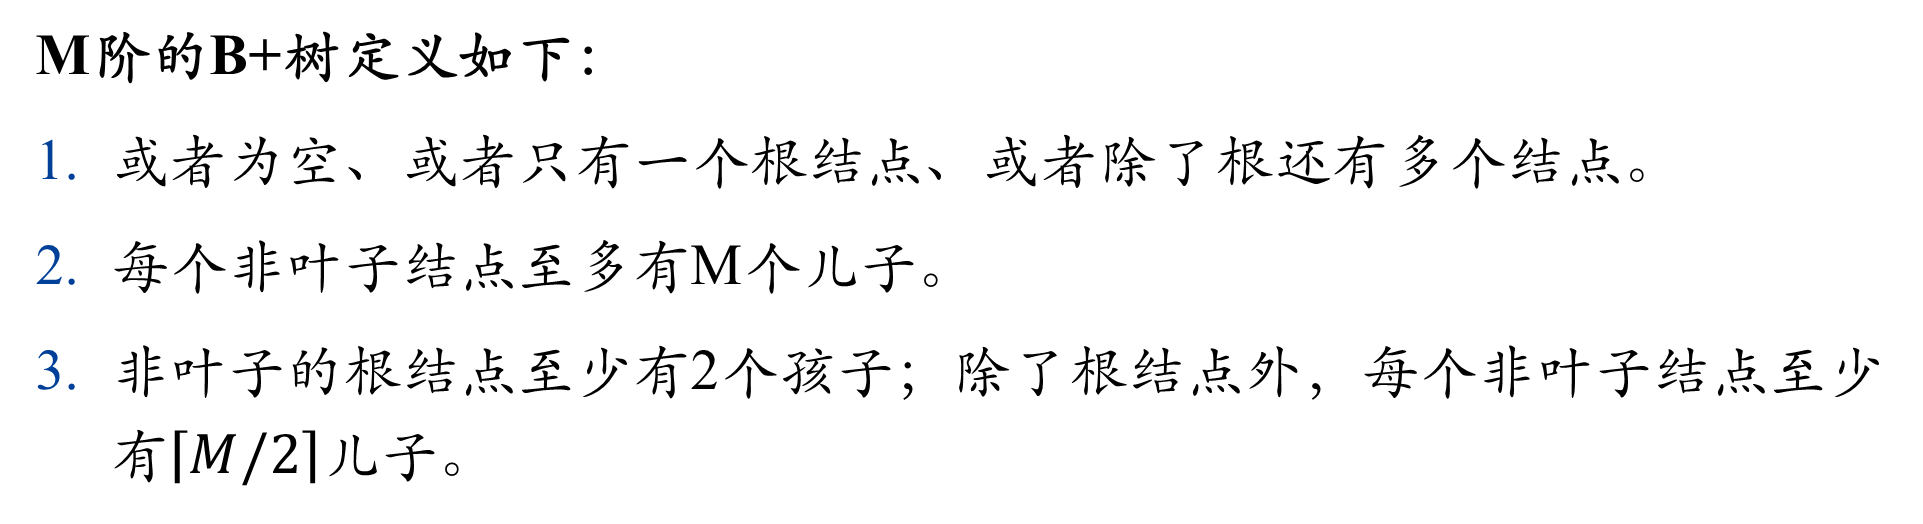 M阶的B+树定义如下：
1. 或者为空、或者只有一个根结点、或者除了根还有多个结点。
2. 每个非叶子结点至多有M个儿子。
3. 非叶子的根结点至少有2个孩子；除了根结点外，每个非叶子结点至少
有⌈M/2⌉儿子。